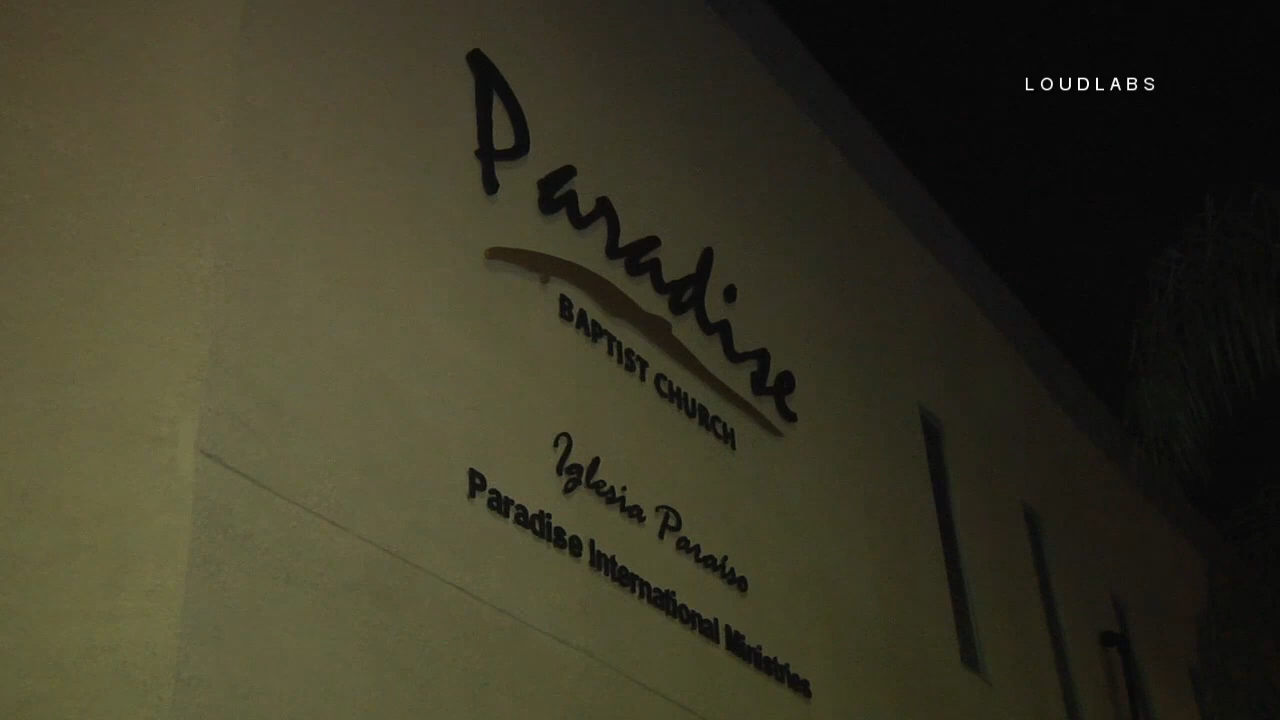 LOUDLABS
Paradise
BAPTIST CHURCH
Iglesia Paraiso
Paradise International Ministries